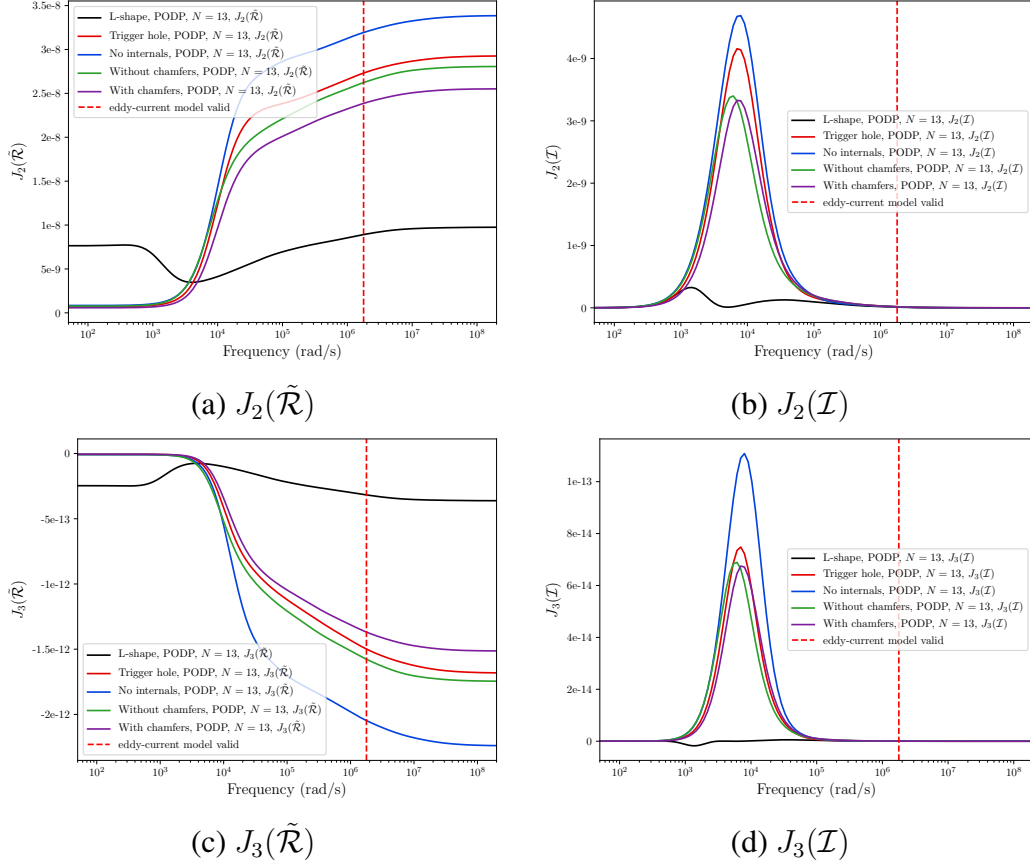 3.5e-8
3e-8
2.5e-8
2e-8
1.5e-8
1e-8
5e-9
0
J₂(R̃)
L-shape, PODP, N = 13, J₂(R̃)
Trigger hole, PODP, N = 13, J₂(R̃)
No internals, PODP, N = 13, J₂(R̃)
Without chamfers, PODP, N = 13, J₂(R̃)
With chamfers, PODP, N = 13, J₂(R̃)
eddy-current model valid
10² 10³ 10⁴ 10⁵ 10⁶ 10⁷ 10⁸
Frequency (rad/s)
(a) J₂(R̃)
4e-9
3e-9
2e-9
1e-9
0
J₂(I)
L-shape, PODP, N = 13, J₂(I)
Trigger hole, PODP, N = 13, J₂(I)
No internals, PODP, N = 13, J₂(I)
Without chamfers, PODP, N = 13, J₂(I)
With chamfers, PODP, N = 13, J₂(I)
eddy-current model valid
10² 10³ 10⁴ 10⁵ 10⁶ 10⁷ 10⁸
Frequency (rad/s)
(b) J₂(I)
0
-5e-13
-1e-12
-1.5e-12
-2e-12
J₃(R̃)
L-shape, PODP, N = 13, J₃(R̃)
Trigger hole, PODP, N = 13, J₃(R̃)
No internals, PODP, N = 13, J₃(R̃)
Without chamfers, PODP, N = 13, J₃(R̃)
With chamfers, PODP, N = 13, J₃(R̃)
eddy-current model valid
10² 10³ 10⁴ 10⁵ 10⁶ 10⁷ 10⁸
Frequency (rad/s)
(c) J₃(R̃)
1e-13
8e-14
6e-14
4e-14
2e-14
0
J₃(I)
L-shape, PODP, N = 13, J₃(I)
Trigger hole, PODP, N = 13, J₃(I)
No internals, PODP, N = 13, J₃(I)
Without chamfers, PODP, N = 13, J₃(I)
With chamfers, PODP, N = 13, J₃(I)
eddy-current model valid
10² 10³ 10⁴ 10⁵ 10⁶ 10⁷ 10⁸
Frequency (rad/s)
(d) J₃(I)